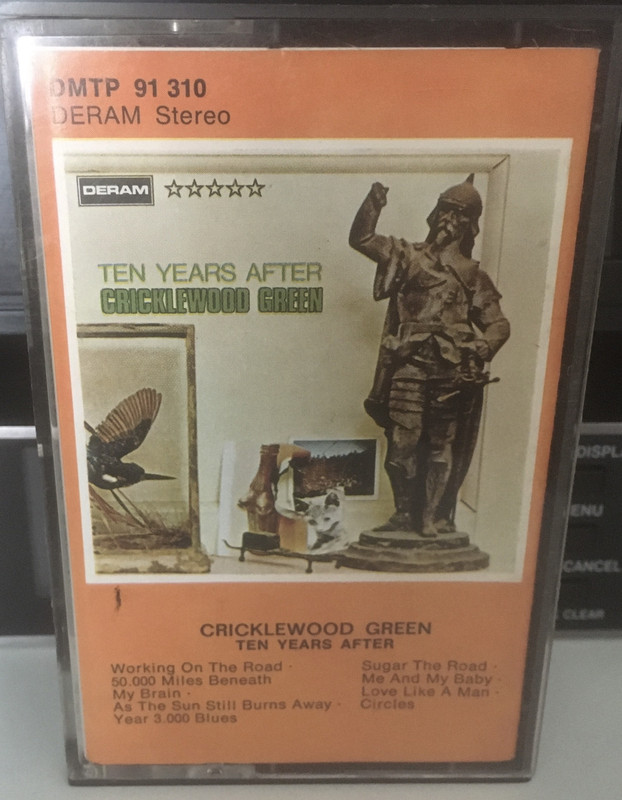 DMTP 91 310
DERAM Stereo
DERAM
TEN YEARS AFTER
CRICKLEWOOD GREEN
CRICKLEWOOD GREEN
TEN YEARS AFTER
Working On The Road ·
50.000 Miles Beneath
My Brain ·
As The Sun Still Burns Away ·
Year 3.000 Blues
Sugar The Road ·
Me And My Baby ·
Love Like A Man ·
Circles
DISPL
ENU
CANCEL
CLEAR